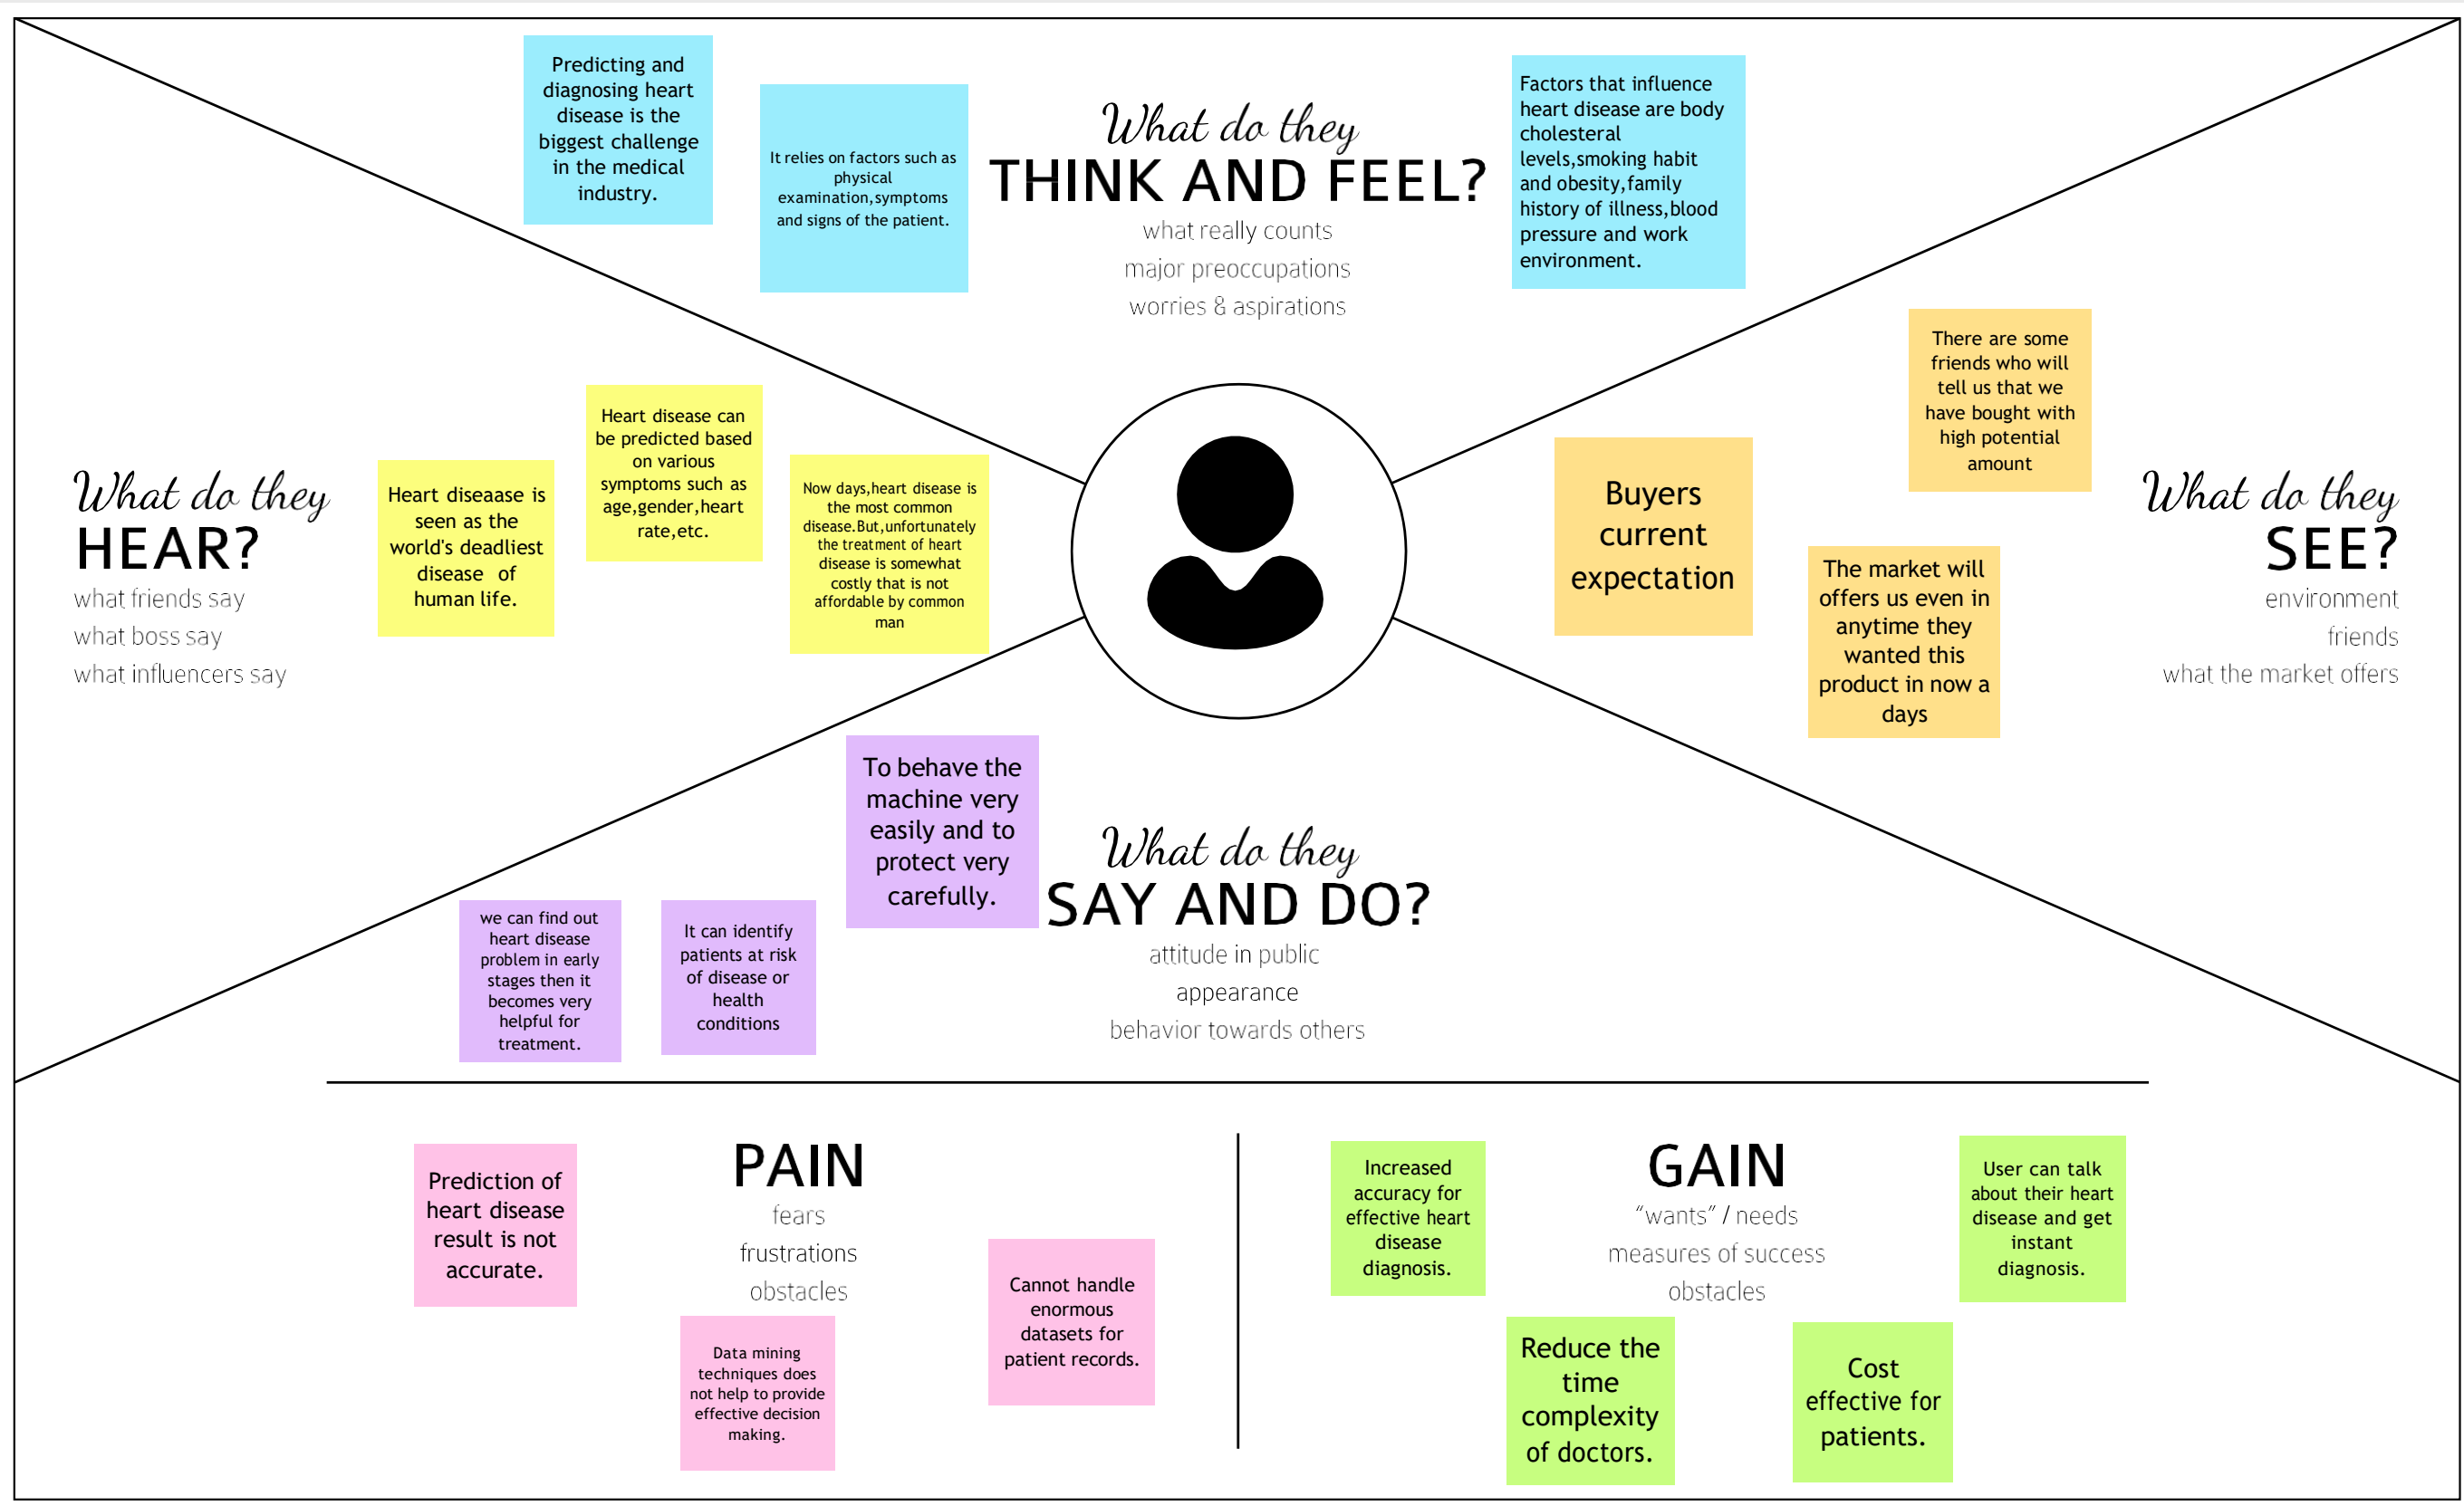 Predicting and
diagnosing heart
disease is the
biggest challenge
in the medical
industry.
It relies on factors such as
physical
examination,symptoms
and signs of the patient.
What do they
THINK AND FEEL?
what really counts
major preoccupations
worries & aspirations
Factors that influence
heart disease are body
cholesteral
levels,smoking habit
and obesity,family
history of illness,blood
pressure and work
environment.
What do they
HEAR?
what friends say
what boss say
what influencers say
Heart diseaase is
seen as the
world's deadliest
disease of
human life.
Heart disease can
be predicted based
on various
symptoms such as
age,gender,heart
rate,etc.
Now days,heart disease is
the most common
disease.But,unfortunately
the treatment of heart
disease is somewhat
costly that is not
affordable by common
man
Buyers
current
expectation
There are some
friends who will
tell us that we
have bought with
high potential
amount
The market will
offers us even in
anytime they
wanted this
product in now a
days
What do they
SEE?
environment
friends
what the market offers
To behave the
machine very
easily and to
protect very
carefully.
we can find out
heart disease
problem in early
stages then it
becomes very
helpful for
treatment.
It can identify
patients at risk
of disease or
health
conditions
What do they
SAY AND DO?
attitude in public
appearance
behavior towards others
Prediction of
heart disease
result is not
accurate.
PAIN
fears
frustrations
obstacles
Data mining
techniques does
not help to provide
effective decision
making.
Cannot handle
enormous
datasets for
patient records.
Increased
accuracy for
effective heart
disease
diagnosis.
GAIN
“wants” / needs
measures of success
obstacles
Reduce the
time
complexity
of doctors.
Cost
effective for
patients.
User can talk
about their heart
disease and get
instant
diagnosis.